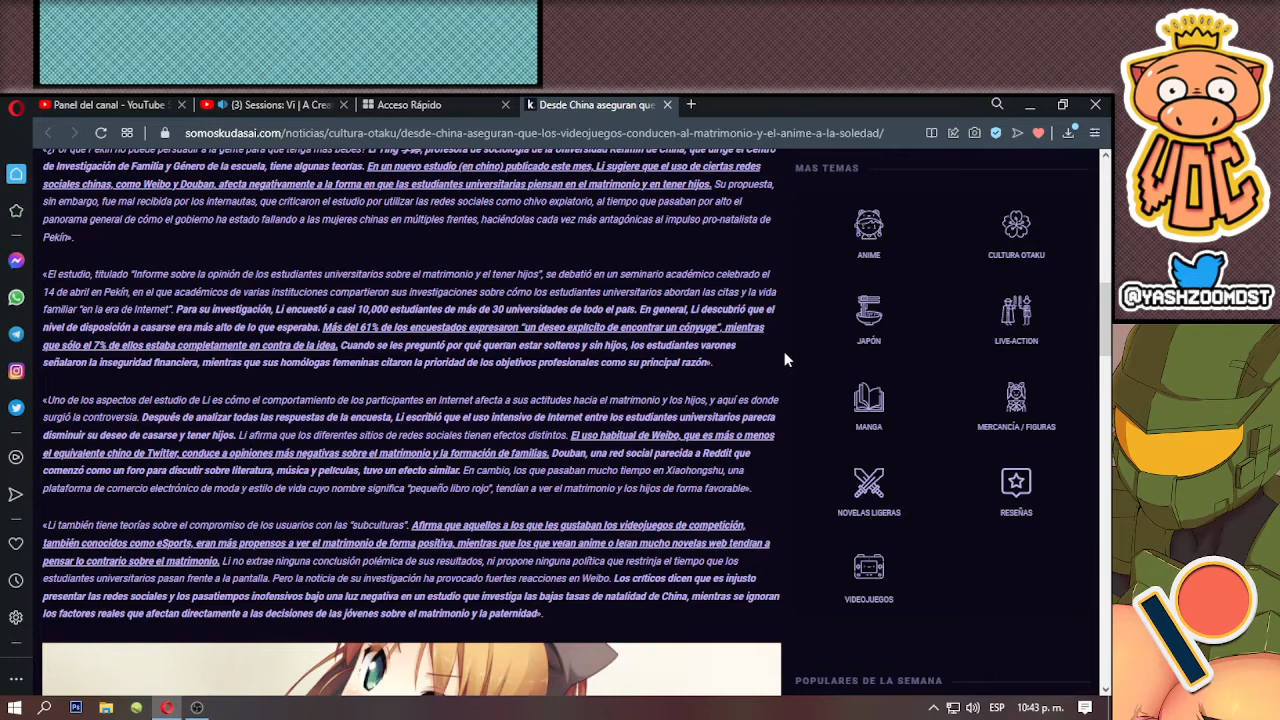 Panel del canal - YouTube S
(3) Sessions: Vi | A Crea
Acceso Rápido
Desde China aseguran que
somoskudasai.com/noticias/cultura-otaku/desde-china-aseguran-que-los-videojuegos-conducen-al-matrimonio-y-el-anime-a-la-soledad/
Centro de Investigación de Familia y Género de la escuela, tiene algunas teorías. En un nuevo estudio (en chino) publicado este mes, Li sugiere que el uso de ciertas redes
sociales chinas, como Weibo y Douban, afecta negativamente a la forma en que las estudiantes universitarias piensan en el matrimonio y en tener hijos. Su propuesta,
sin embargo, fue mal recibida por los internautas, que criticaron el estudio por utilizar las redes sociales como chivo expiatorio, al tiempo que pasaban por alto el
panorama general de cómo el gobierno ha estado fallando a las mujeres chinas en múltiples frentes, haciéndolas cada vez más antagónicas al impulso pro-natalista de
Pekín».
«El estudio, titulado “Informe sobre la opinión de los estudiantes universitarios sobre el matrimonio y el tener hijos”, se debatió en un seminario académico celebrado el
14 de abril en Pekín, en el que académicos de varias instituciones compartieron sus investigaciones sobre cómo los estudiantes universitarios abordan las citas y la vida
familiar “en la era de Internet”. Para su investigación, Li encuestó a casi 10,000 estudiantes de más de 30 universidades de todo el país. En general, Li descubrió que el
nivel de disposición a casarse era más alto de lo que esperaba. Más del 61% de los encuestados expresaron “un deseo explícito de encontrar un cónyuge”, mientras
que sólo el 7% de ellos estaba completamente en contra de la idea. Cuando se les preguntó por qué querían estar solteros y sin hijos, los estudiantes varones
señalaron la inseguridad financiera, mientras que sus homólogas femeninas citaron la prioridad de los objetivos profesionales como su principal razón».
«Uno de los aspectos del estudio de Li es cómo el comportamiento de los participantes en Internet afecta a sus actitudes hacia el matrimonio y los hijos, y aquí es donde
surgió la controversia. Después de analizar todas las respuestas de la encuesta, Li escribió que el uso intensivo de Internet entre los estudiantes universitarios parecía
disminuir su deseo de casarse y tener hijos. Li afirma que los diferentes sitios de redes sociales tienen efectos distintos. El uso habitual de Weibo, que es más o menos
el equivalente chino de Twitter, conduce a opiniones más negativas sobre el matrimonio y la formación de familias. Douban, una red social parecida a Reddit que
comenzó como un foro para discutir sobre literatura, música y películas, tuvo un efecto similar. En cambio, los que pasaban mucho tiempo en Xiaohongshu, una
plataforma de comercio electrónico de moda y estilo de vida cuyo nombre significa “pequeño libro rojo”, tendían a ver el matrimonio y los hijos de forma favorable».
«Li también tiene teorías sobre el compromiso de los usuarios con las “subculturas”. Afirma que aquellos a los que les gustaban los videojuegos de competición,
también conocidos como eSports, eran más propensos a ver el matrimonio de forma positiva, mientras que los que veían anime o leían mucho novelas web tendrían a
pensar lo contrario sobre el matrimonio. Li no extrae ninguna conclusión polémica de sus resultados, ni propone ninguna política que restrinja el tiempo que los
estudiantes universitarios pasan frente a la pantalla. Pero la noticia de su investigación ha provocado fuertes reacciones en Weibo. Los críticos dicen que es injusto
presentar las redes sociales y los pasatiempos inofensivos bajo una luz negativa en un estudio que investiga las bajas tasas de natalidad de China, mientras se ignoran
los factores reales que afectan directamente a las decisiones de las jóvenes sobre el matrimonio y la paternidad».
MAS TEMAS
ANIME
CULTURA OTAKU
JAPÓN
LIVE-ACTION
MANGA
MERCANCÍA / FIGURAS
NOVELAS LIGERAS
RESEÑAS
VIDEOJUEGOS
POPULARES DE LA SEMANA
VOC
@YASHZOOMDST
ESP
10:43 p. m.